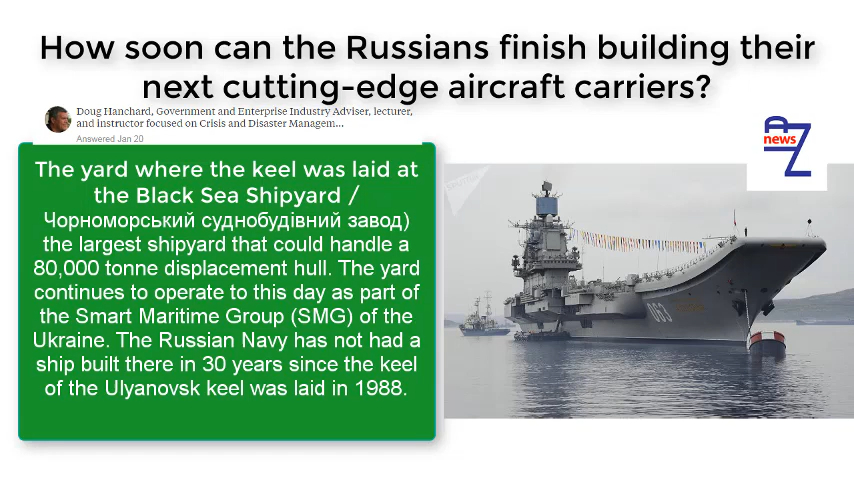 How soon can the Russians finish building their
next cutting-edge aircraft carriers?
Doug Hanchard, Government and Enterprise Industry Adviser, lecturer,
and instructor focused on Crisis and Disaster Managem...
Answered Jan 20
The yard where the keel was laid at
the Black Sea Shipyard /
Чорноморський суднобудівний завод)
the largest shipyard that could handle a
80,000 tonne displacement hull. The yard
continues to operate to this day as part of
the Smart Maritime Group (SMG) of the
Ukraine. The Russian Navy has not had a
ship built there in 30 years since the keel
of the Ulyanovsk keel was laid in 1988.
A
news
Z
063